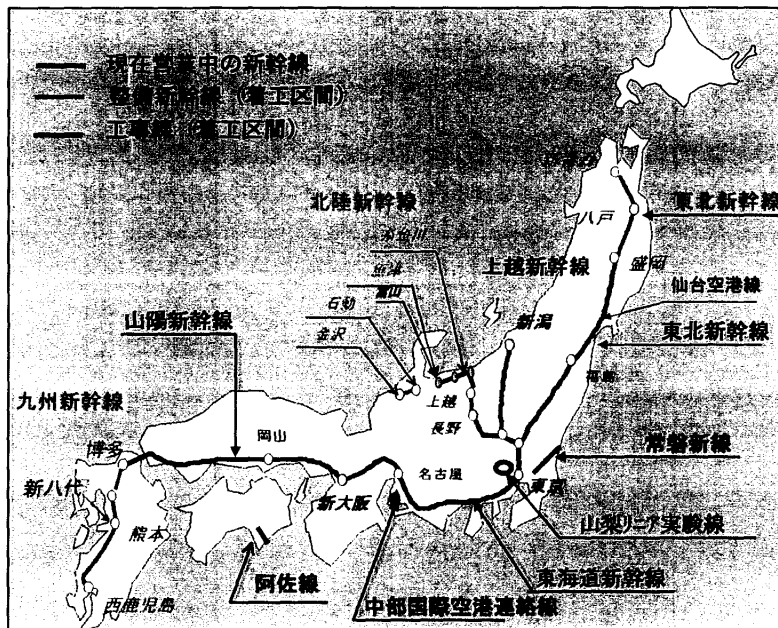 現在営業中の新幹線
整備新幹線（着工区間）
工事線（着工区間）
北陸新幹線
八戸
東北新幹線
糸魚川
上越新幹線
盛岡
魚津
富山
仙台空港線
石動
山陽新幹線
新潟
金沢
東北新幹線
福島
九州新幹線
上越
長野
岡山
博多
常磐新線
名古屋
新八代
新大阪
東京
熊本
山梨リニア実験線
阿佐線
東海道新幹線
西鹿児島
中部国際空港連絡線